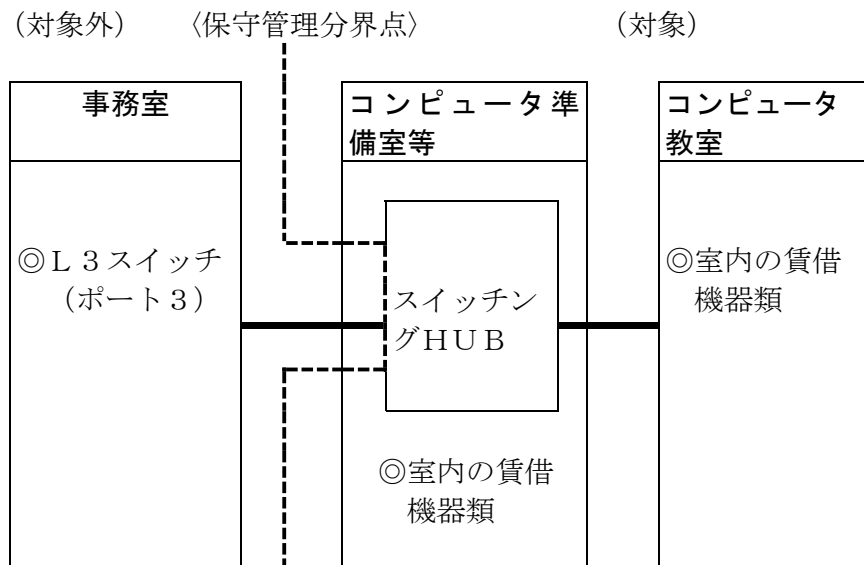 （対象外）　〈保守管理分界点〉　（対象）
事務室
コンピュータ準
備室等
コンピュータ
教室
◎Ｌ３スイッチ
（ポート３）
スイッチン
グＨＵＢ
◎室内の賃借
機器類
◎室内の賃借
機器類